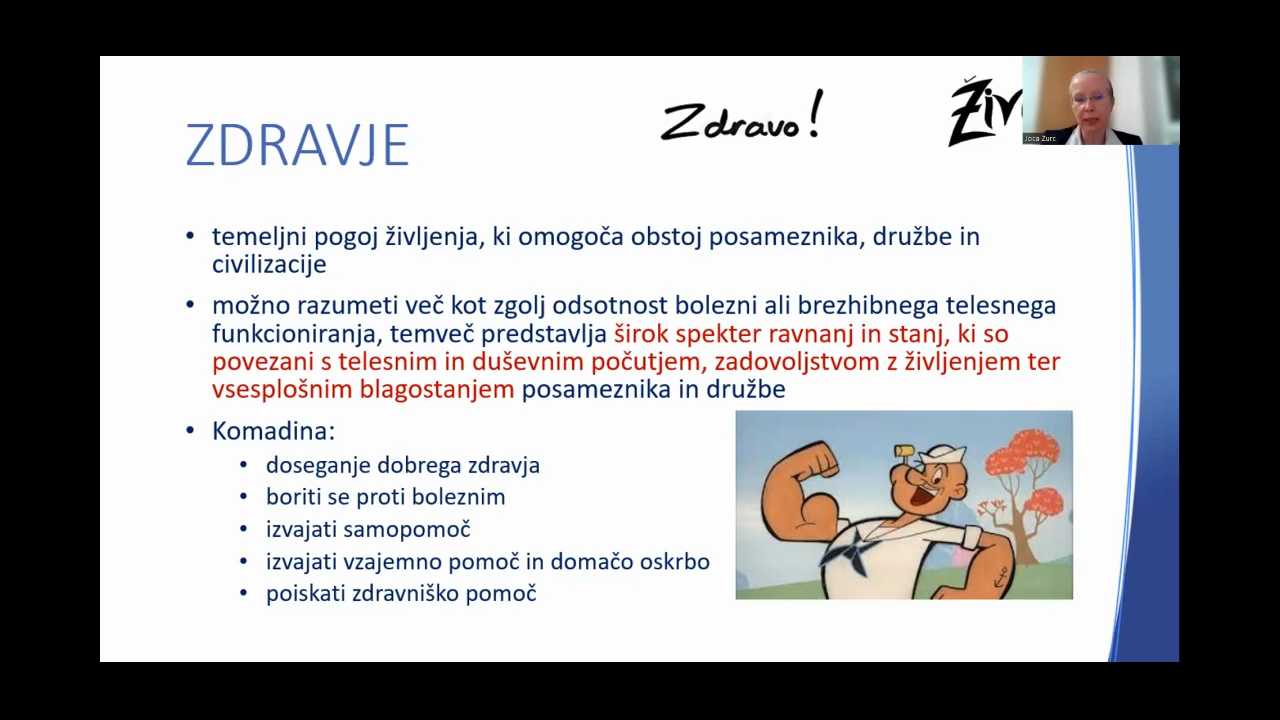 Zdravo!
Živ
Joca Zurc
ZDRAVJE
• temeljni pogoj življenja, ki omogoča obstoj posameznika, družbe in
civilizacije
• možno razumeti več kot zgolj odsotnost bolezni ali brezhibnega telesnega
funkcioniranja, temveč predstavlja širok spekter ravnanj in stanj, ki so
povezani s telesnim in duševnim počutjem, zadovoljstvom z življenjem ter
vsesplošnim blagostanjem posameznika in družbe
• Komadina:
• doseganje dobrega zdravja
• boriti se proti boleznim
• izvajati samopomoč
• izvajati vzajemno pomoč in domačo oskrbo
• poiskati zdravniško pomoč